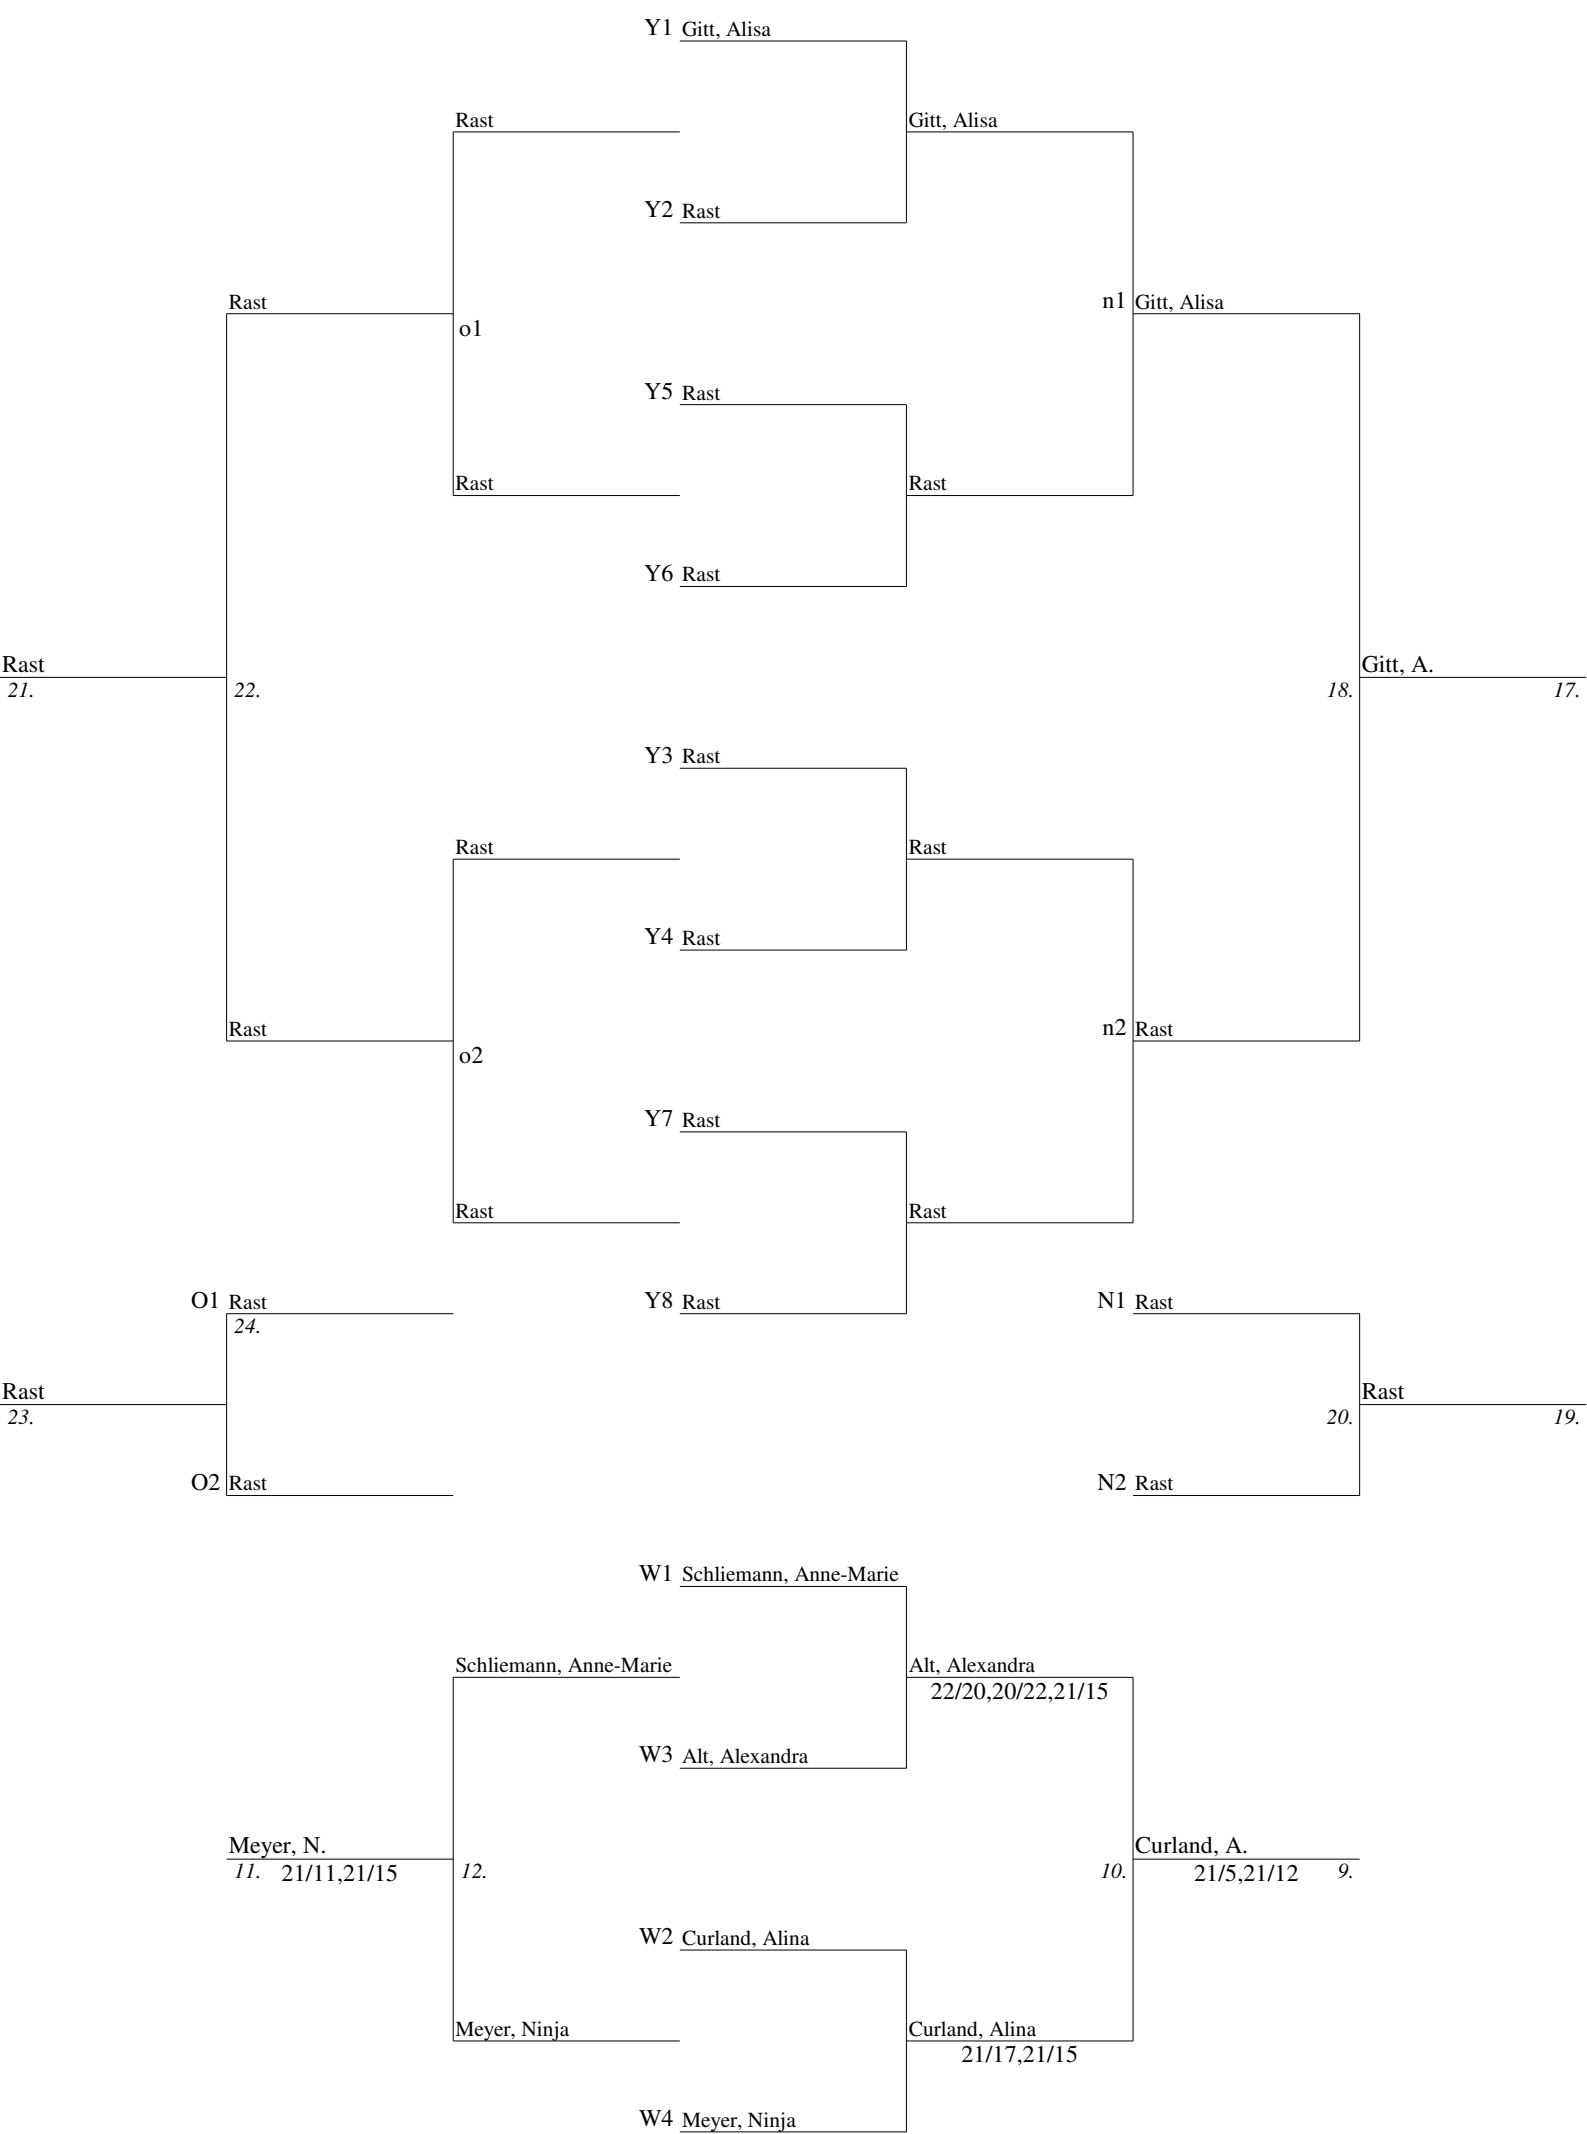 Y1 Gitt, Alisa
Rast
Gitt, Alisa
Y2 Rast
Rast
n1 Gitt, Alisa
o1
Y5 Rast
Rast
Rast
Y6 Rast
Rast
Gitt, A.
21.
22.
18.
17.
Y3 Rast
Rast
Rast
Y4 Rast
Rast
n2 Rast
o2
Y7 Rast
Rast
Rast
O1 Rast
Y8 Rast
N1 Rast
24.
Rast
Rast
23.
20.
19.
O2 Rast
N2 Rast
W1 Schliemann, Anne-Marie
Schliemann, Anne-Marie
Alt, Alexandra
22/20,20/22,21/15
W3 Alt, Alexandra
Meyer, N.
Curland, A.
11. 21/11,21/15
12.
10.
21/5,21/12 9.
W2 Curland, Alina
Meyer, Ninja
Curland, Alina
21/17,21/15
W4 Meyer, Ninja